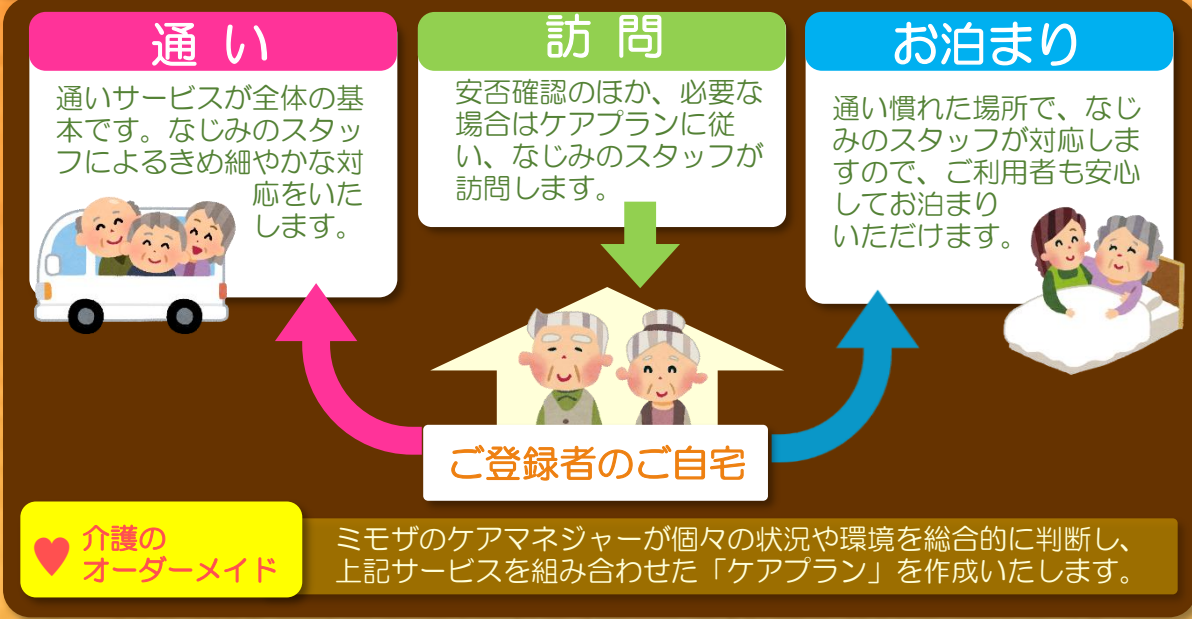 通い
通いサービスが全体の基
本です。なじみのスタッ
フによるきめ細やかな対
応をいた
します。
訪問
安否確認のほか、必要な
場合はケアプランに従
い、なじみのスタッフが
訪問します。
お泊まり
通い慣れた場所で、なじ
みのスタッフが対応しま
すので、ご利用者も安心
してお泊まり
いただけます。
ご登録者のご自宅
介護の
オーダーメイド
ミモザのケアマネジャーが個々の状況や環境を総合的に判断し、
上記サービスを組み合わせた「ケアプラン」を作成いたします。